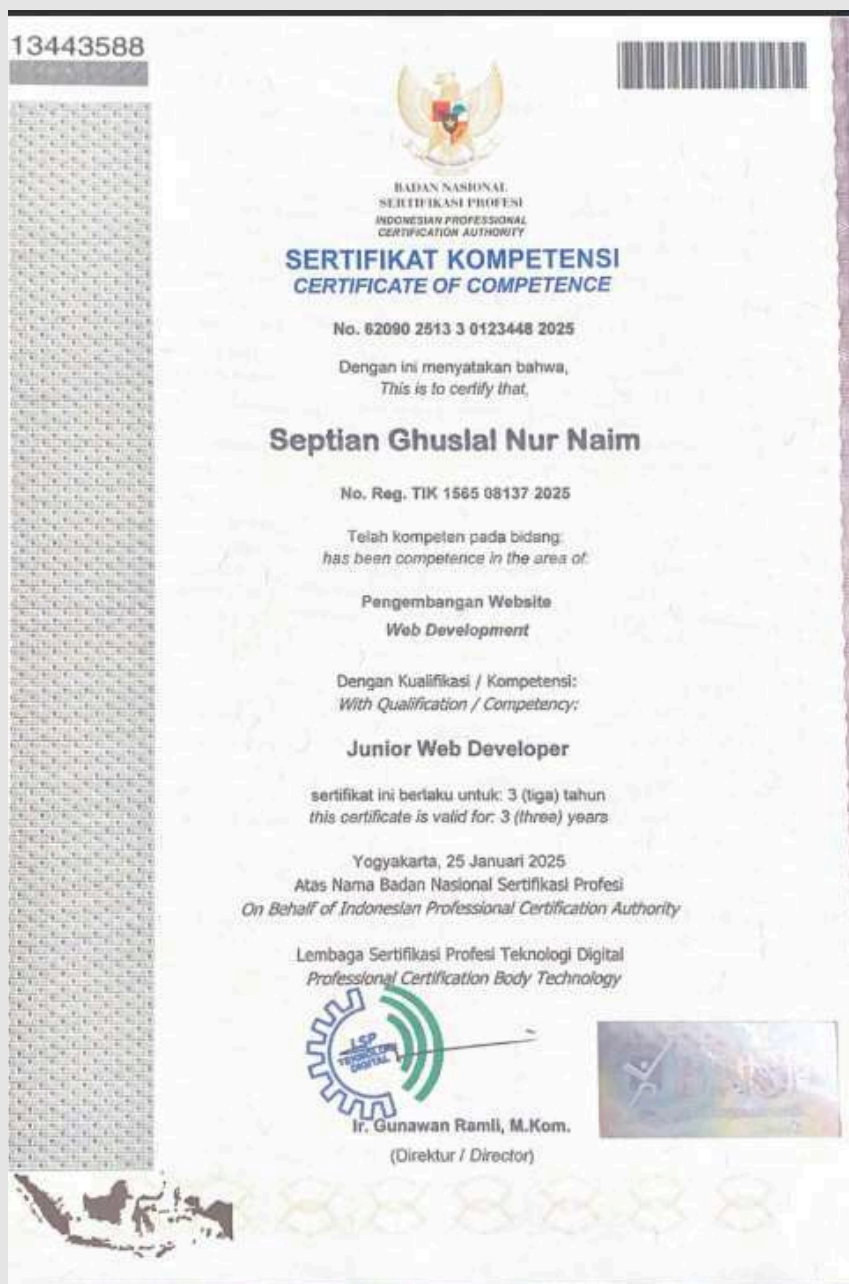 13443588
BADAN NASIONAL
SERTIFIKASI PROFESI
INDONESIAN PROFESSIONAL
CERTIFICATION AUTHORITY
SERTIFIKAT KOMPETENSI
CERTIFICATE OF COMPETENCE
No. 62090 2513 3 0123448 2025
Dengan ini menyatakan bahwa,
This is to certify that,
Septian Ghuslal Nur Naim
No. Reg. TIK 1565 08137 2025
Telah kompeten pada bidang:
has been competence in the area of:
Pengembangan Website
Web Development
Dengan Kualifikasi / Kompetensi:
With Qualification / Competency:
Junior Web Developer
sertifikat ini berlaku untuk: 3 (tiga) tahun
this certificate is valid for: 3 (three) years
Yogyakarta, 25 Januari 2025
Atas Nama Badan Nasional Sertifikasi Profesi
On Behalf of Indonesian Professional Certification Authority
Lembaga Sertifikasi Profesi Teknologi Digital
Professional Certification Body Technology
LSP
TEKNOLOGI
DIGITAL
Ir. Gunawan Ramli, M.Kom.
(Direktur / Director)